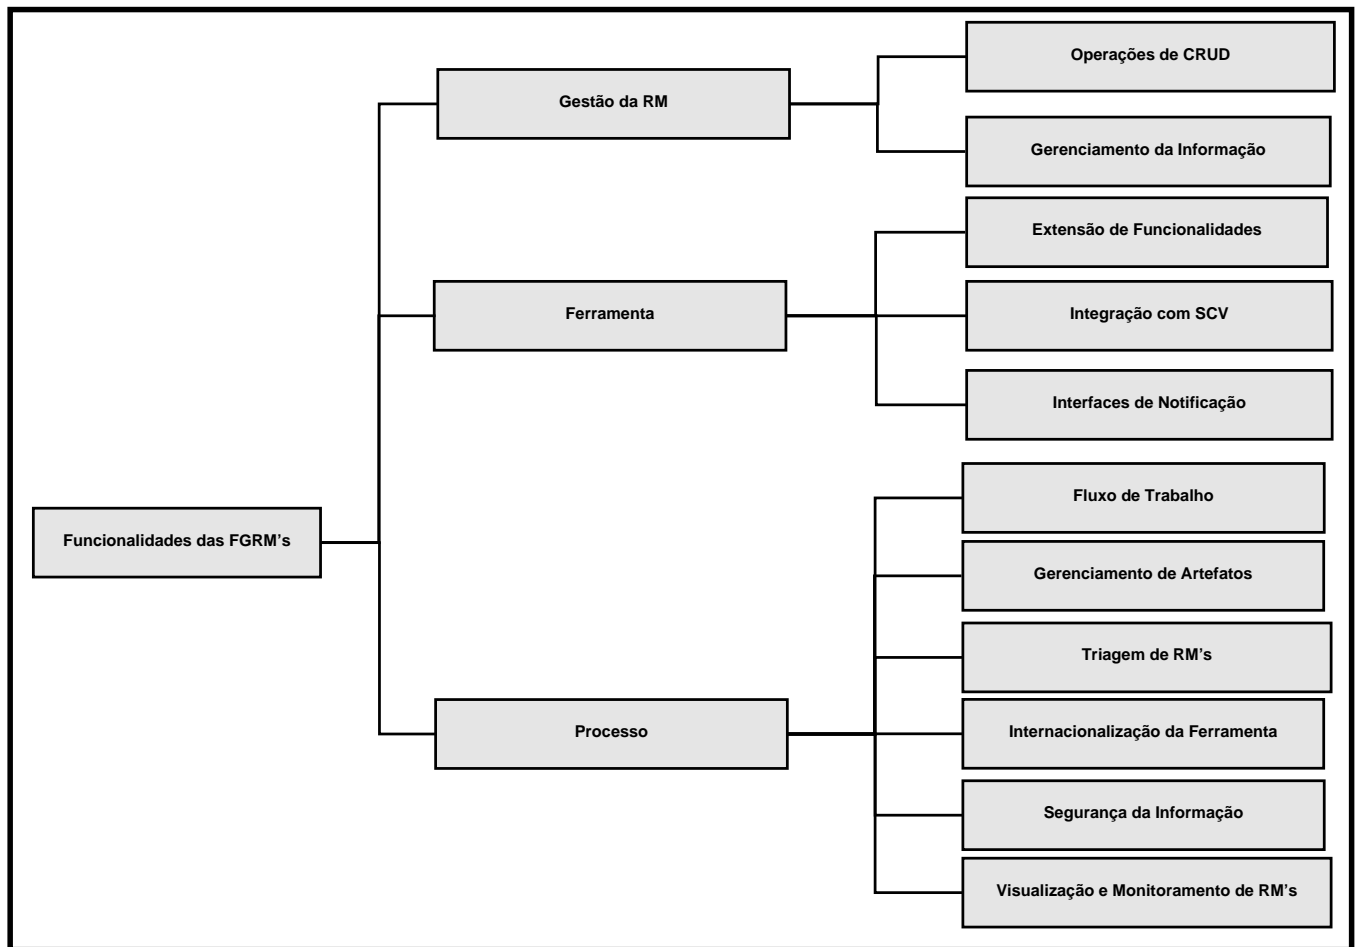 Funcionalidades das FGRM’s
Gestão da RM
Operações de CRUD
Gerenciamento da Informação
Ferramenta
Extensão de Funcionalidades
Integração com SCV
Interfaces de Notificação
Processo
Fluxo de Trabalho
Gerenciamento de Artefatos
Triagem de RM’s
Internacionalização da Ferramenta
Segurança da Informação
Visualização e Monitoramento de RM’s